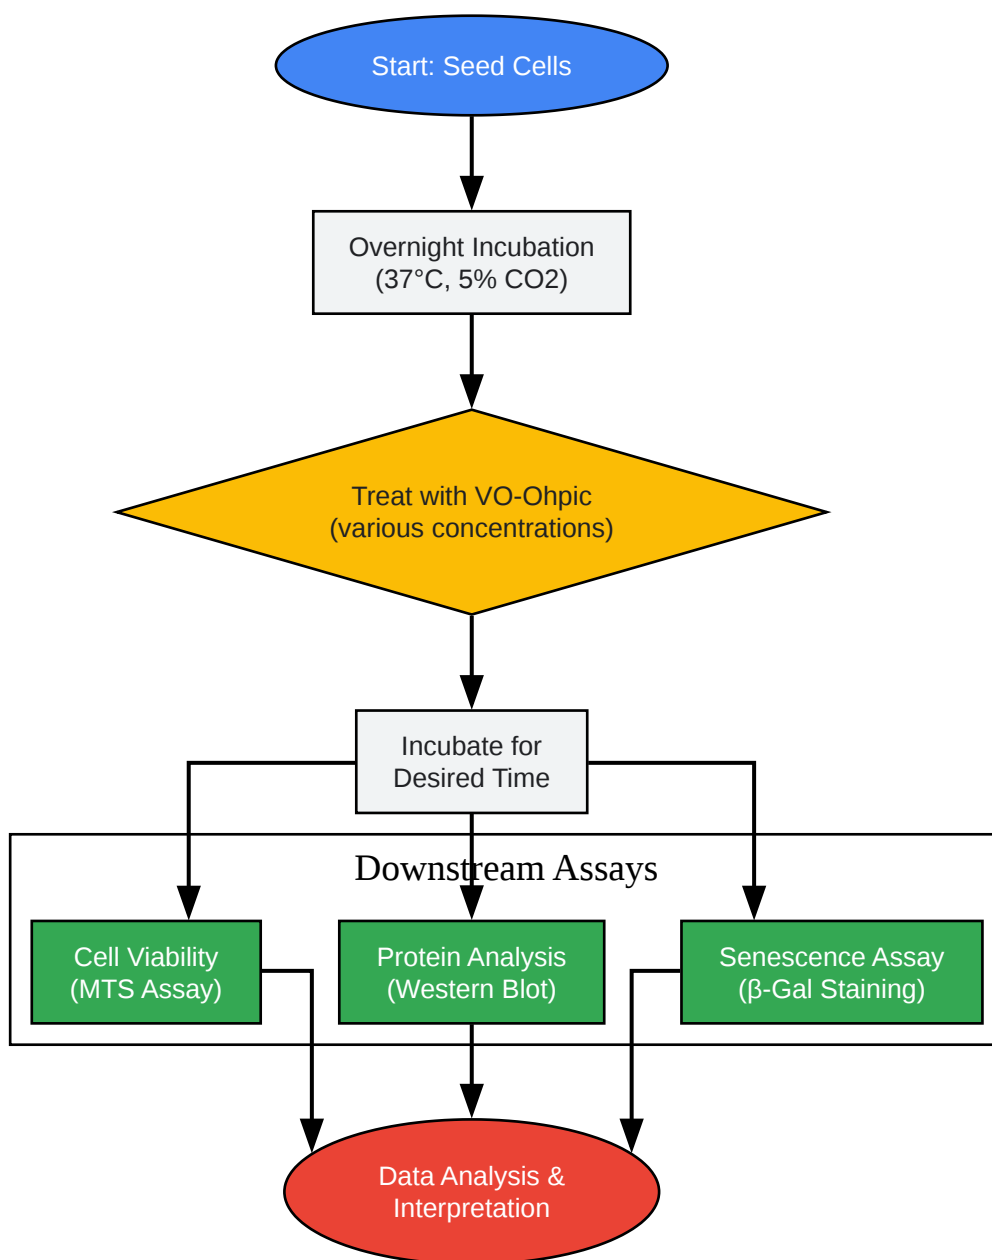 Start: Seed Cells
Overnight Incubation
(37°C, 5% CO2)
Treat with VO-Ohpic
(various concentrations)
Incubate for
Desired Time
Downstream Assays
Cell Viability
(MTS Assay)
Protein Analysis
(Western Blot)
Senescence Assay
(β-Gal Staining)
Data Analysis &
Interpretation